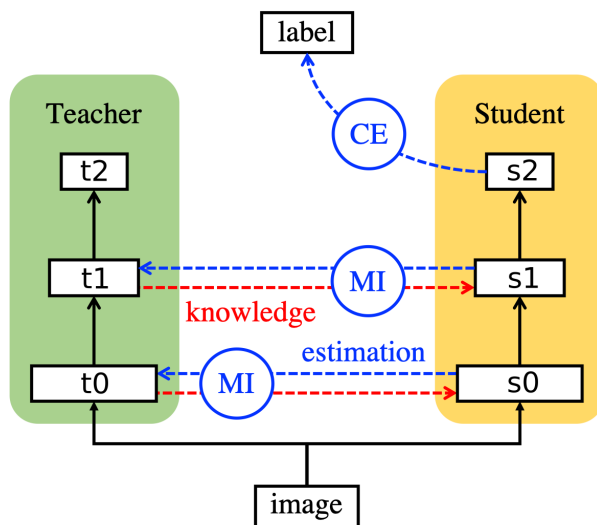 label
Teacher
CE
Student
t2
s2
t1
MI
s1
knowledge
estimation
t0
MI
s0
image